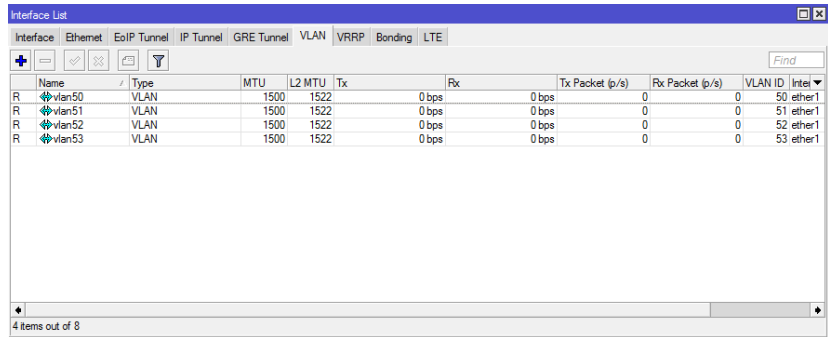 Interface List
Interface Ethernet EoIP Tunnel IP Tunnel GRE Tunnel VLAN VRRP Bonding LTE
Find
Name Type MTU L2 MTU Tx Rx Tx Packet (p/s) Rx Packet (p/s) VLAN ID Inter
R vlan50 VLAN 1500 1522 0 bps 0 bps 0 0 50 ether1
R vlan51 VLAN 1500 1522 0 bps 0 bps 0 0 51 ether1
R vlan52 VLAN 1500 1522 0 bps 0 bps 0 0 52 ether1
R vlan53 VLAN 1500 1522 0 bps 0 bps 0 0 53 ether1
4 items out of 8